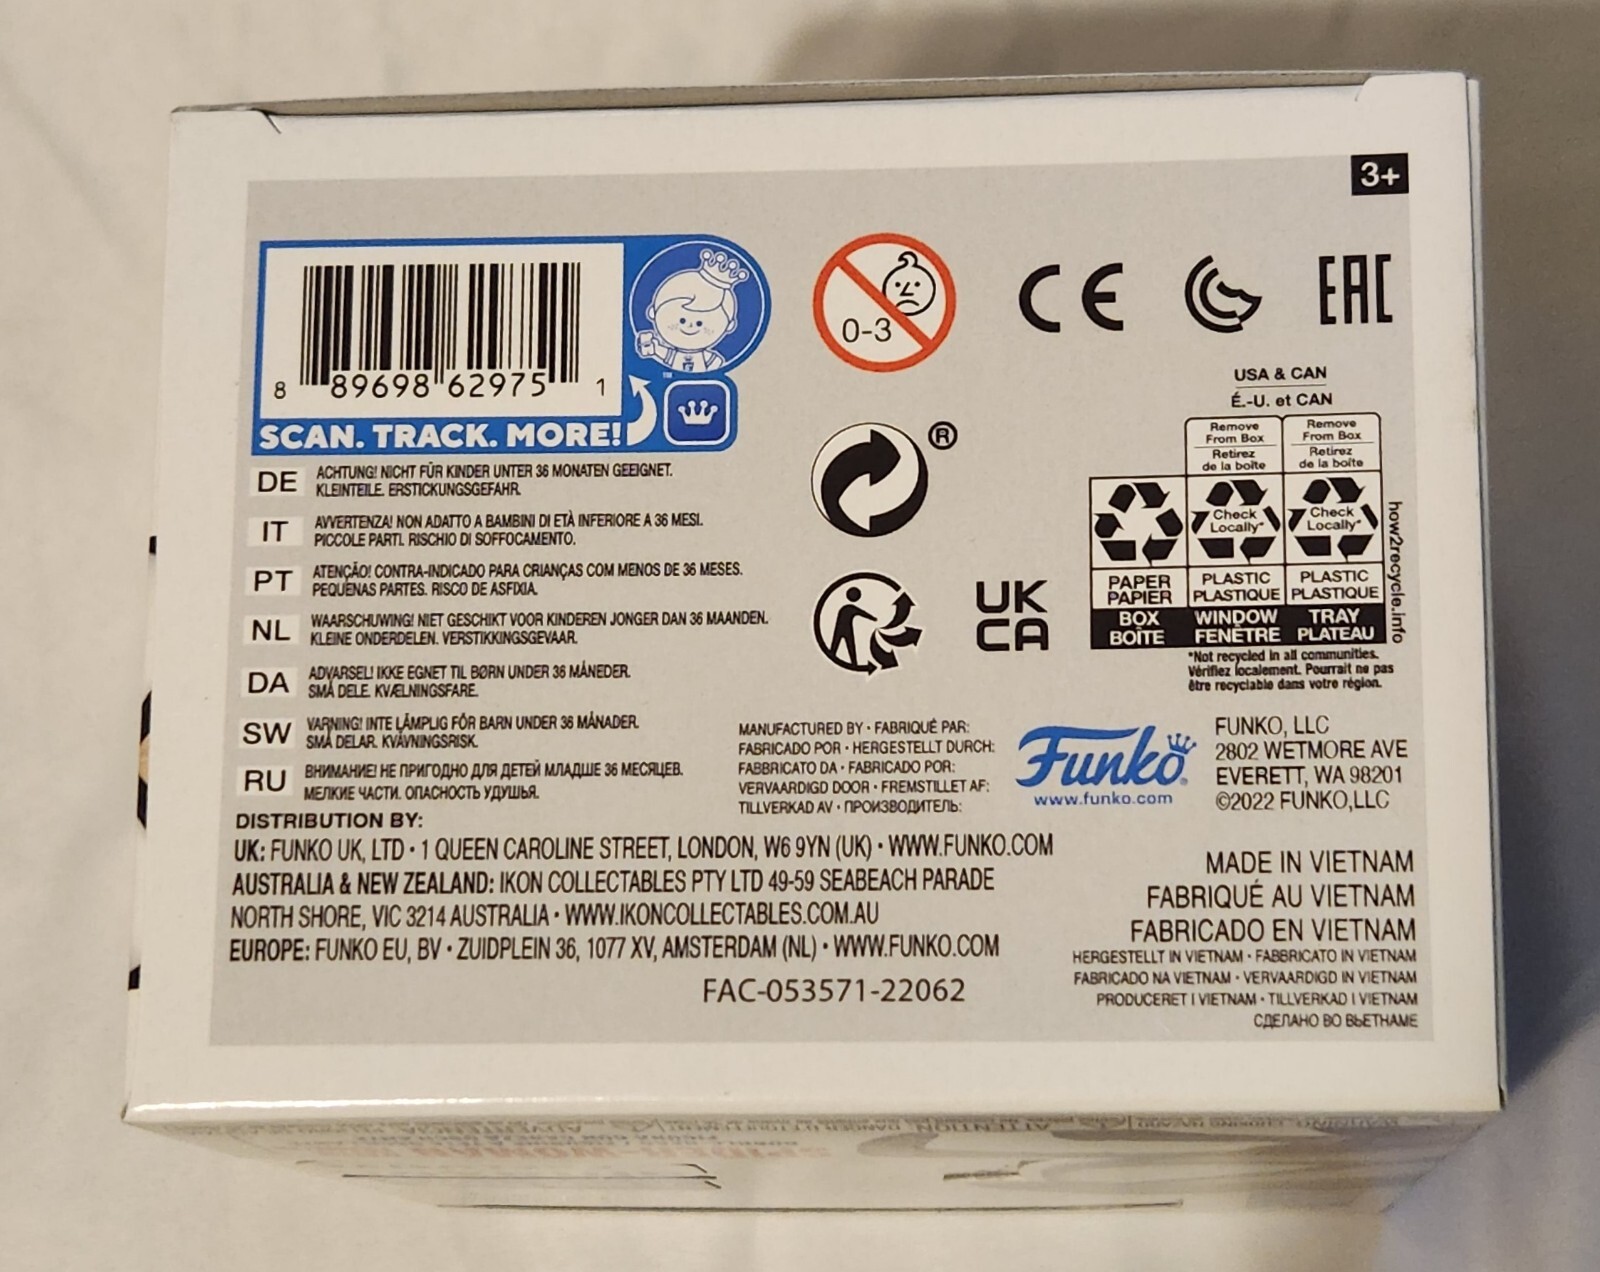 3+
8 89698 62975 1
SCAN. TRACK. MORE!
TM
0-3
CE
EAC
®
UK
CA
USA & CAN
É.-U. et CAN
Remove
From Box
Retirez
de la boîte
Remove
From Box
Retirez
de la boîte
Check
Locally*
Check
Locally*
PAPER
PAPIER
PLASTIC
PLASTIQUE
PLASTIC
PLASTIQUE
BOX
BOÎTE
WINDOW
FENÊTRE
TRAY
PLATEAU
how2recycle.info
*Not recycled in all communities.
Vérifiez localement. Pourrait ne pas
être recyclable dans votre région.
DE ACHTUNG! NICHT FÜR KINDER UNTER 36 MONATEN GEEIGNET.
KLEINTEILE. ERSTICKUNGSGEFAHR.
IT AVVERTENZA! NON ADATTO A BAMBINI DI ETÀ INFERIORE A 36 MESI.
PICCOLE PARTI. RISCHIO DI SOFFOCAMENTO.
PT ATENÇÃO! CONTRA-INDICADO PARA CRIANÇAS COM MENOS DE 36 MESES.
PEQUENAS PARTES. RISCO DE ASFIXIA.
NL WAARSCHUWING! NIET GESCHIKT VOOR KINDEREN JONGER DAN 36 MAANDEN.
KLEINE ONDERDELEN. VERSTIKKINGSGEVAAR.
DA ADVARSEL! IKKE EGNET TIL BØRN UNDER 36 MÅNEDER.
SMÅ DELE. KVÆLNINGSFARE.
SW VARNING! INTE LÄMPLIG FÖR BARN UNDER 36 MÅNADER.
SMÅ DELAR. KVÄVNINGSRISK.
RU ВНИМАНИЕ! НЕ ПРИГОДНО ДЛЯ ДЕТЕЙ МЛАДШЕ 36 МЕСЯЦЕВ.
МЕЛКИЕ ЧАСТИ. ОПАСНОСТЬ УДУШЬЯ.
MANUFACTURED BY • FABRIQUÉ PAR:
FABRICADO POR • HERGESTELLT DURCH:
FABBRICATO DA • FABRICADO POR:
VERVAARDIGD DOOR • FREMSTILLET AF:
TILLVERKAD AV • ПРОИЗВОДИТЕЛЬ:
Funko®
www.funko.com
FUNKO, LLC
2802 WETMORE AVE
EVERETT, WA 98201
©2022 FUNKO,LLC
DISTRIBUTION BY:
UK: FUNKO UK, LTD • 1 QUEEN CAROLINE STREET, LONDON, W6 9YN (UK) • WWW.FUNKO.COM
AUSTRALIA & NEW ZEALAND: IKON COLLECTABLES PTY LTD 49-59 SEABEACH PARADE
NORTH SHORE, VIC 3214 AUSTRALIA • WWW.IKONCOLLECTABLES.COM.AU
EUROPE: FUNKO EU, BV • ZUIDPLEIN 36, 1077 XV, AMSTERDAM (NL) • WWW.FUNKO.COM
FAC-053571-22062
MADE IN VIETNAM
FABRIQUÉ AU VIETNAM
FABRICADO EN VIETNAM
HERGESTELLT IN VIETNAM • FABBRICATO IN VIETNAM
FABRICADO NA VIETNAM • VERVAARDIGD IN VIETNAM
PRODUCERET I VIETNAM • TILLVERKAD I VIETNAM
СДЕЛАНО ВО ВЬЕТНАМЕ